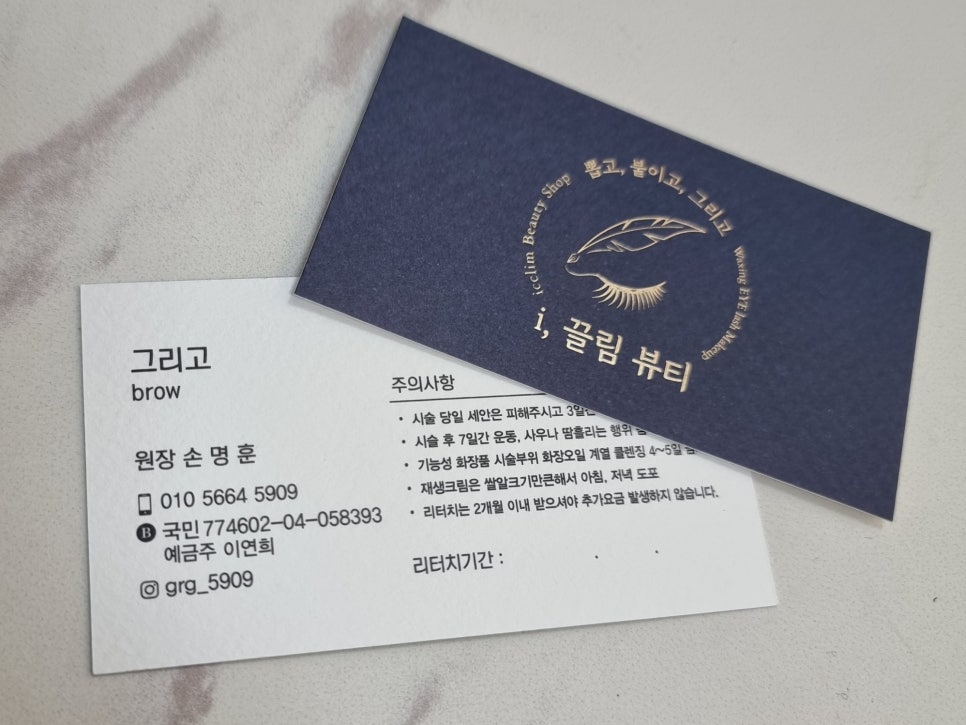 icclim Beauty Shop
뽑고, 붙이고, 그리고
Waxing EYE lash Makeup
i, 끌림 뷰티
그리고
brow
원장 손 명 훈
010 5664 5909
B 국민 774602-04-058393
예금주 이연희
grg_5909
주의사항
• 시술 당일 세안은 피해주시고 3일간
• 시슬 후 7일간 운동, 사우나 땀흘리는 행위
• 기능성 화장품 시술부위 화장오일 계열 클렌징 4~5일
• 재생크림은 쌀알크기만큼해서 아침, 저녁 도포
• 리터치는 2개월 이내 받으셔야 추가요금 발생하지 않습니다.
리터치기간 : . .